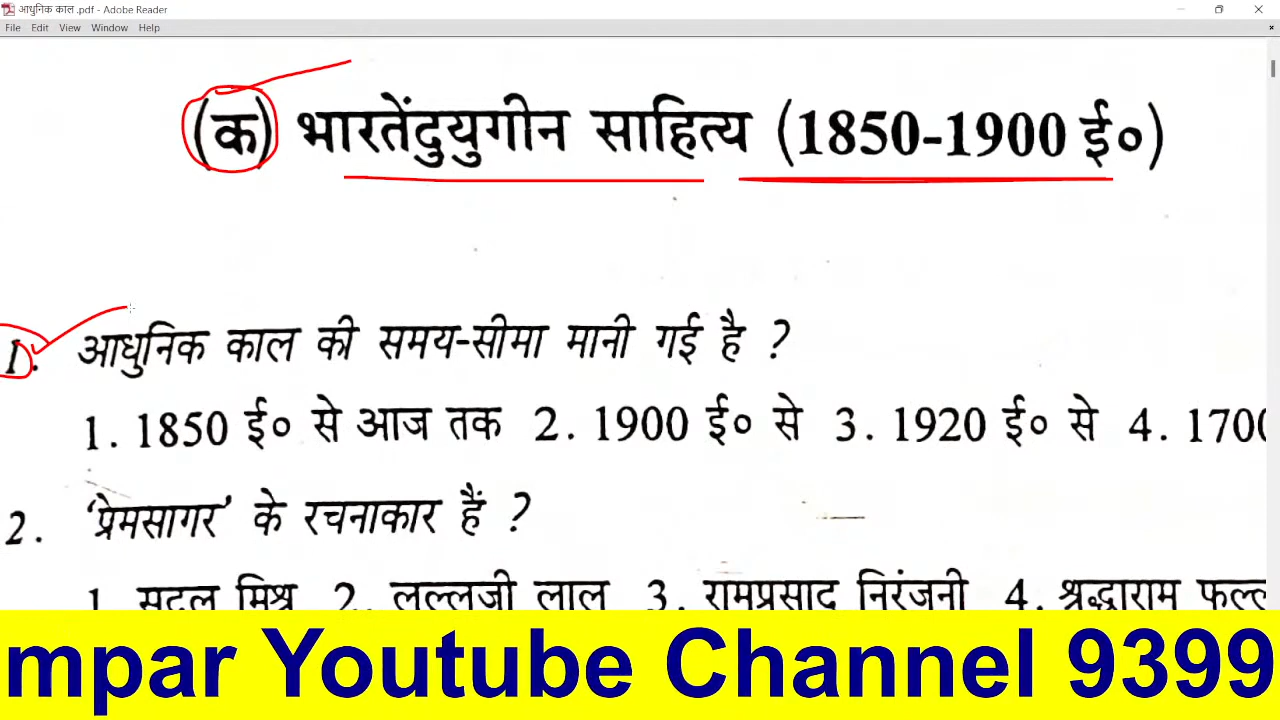 आधुनिक काल .pdf - Adobe Reader
File Edit View Window Help
(क) भारतेंदुयुगीन साहित्य (1850-1900 ई०)
1. आधुनिक काल की समय-सीमा मानी गई है ?
1. 1850 ई० से आज तक 2. 1900 ई० से 3. 1920 ई० से 4. 1700
2. ‘प्रेमसागर’ के रचनाकार हैं ?
1. सदल मिश्र 2. लल्लूजी लाल 3. रामप्रसाद निरंजनी 4. श्रद्धाराम फुल्ल
mpar Youtube Channel 9399